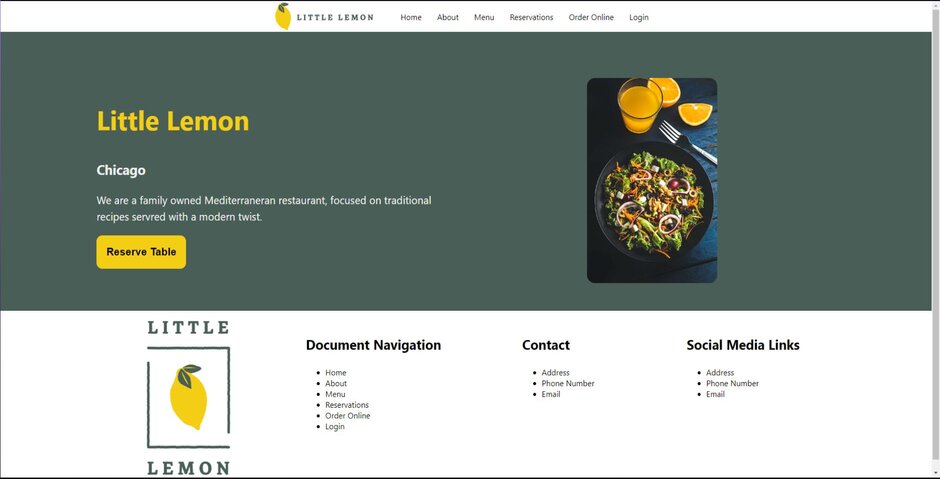 LITTLE LEMON
Home About Menu Reservations Order Online Login
Little Lemon
Chicago
We are a family owned Mediterraneran restaurant, focused on traditional
recipes servred with a modern twist.
Reserve Table
LITTLE
LEMON
Document Navigation
Home
About
Menu
Reservations
Order Online
Login
Contact
Address
Phone Number
Email
Social Media Links
Address
Phone Number
Email